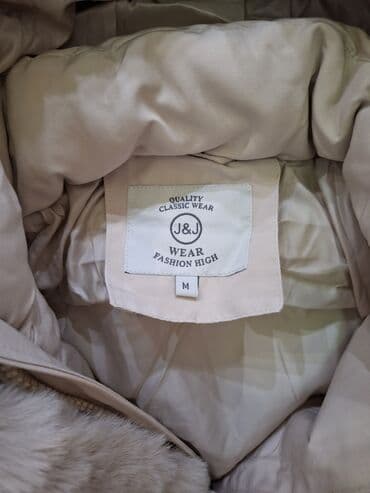 QUALITY
CLASSIC WEAR
J&J
WEAR
FASHION HIGH
M